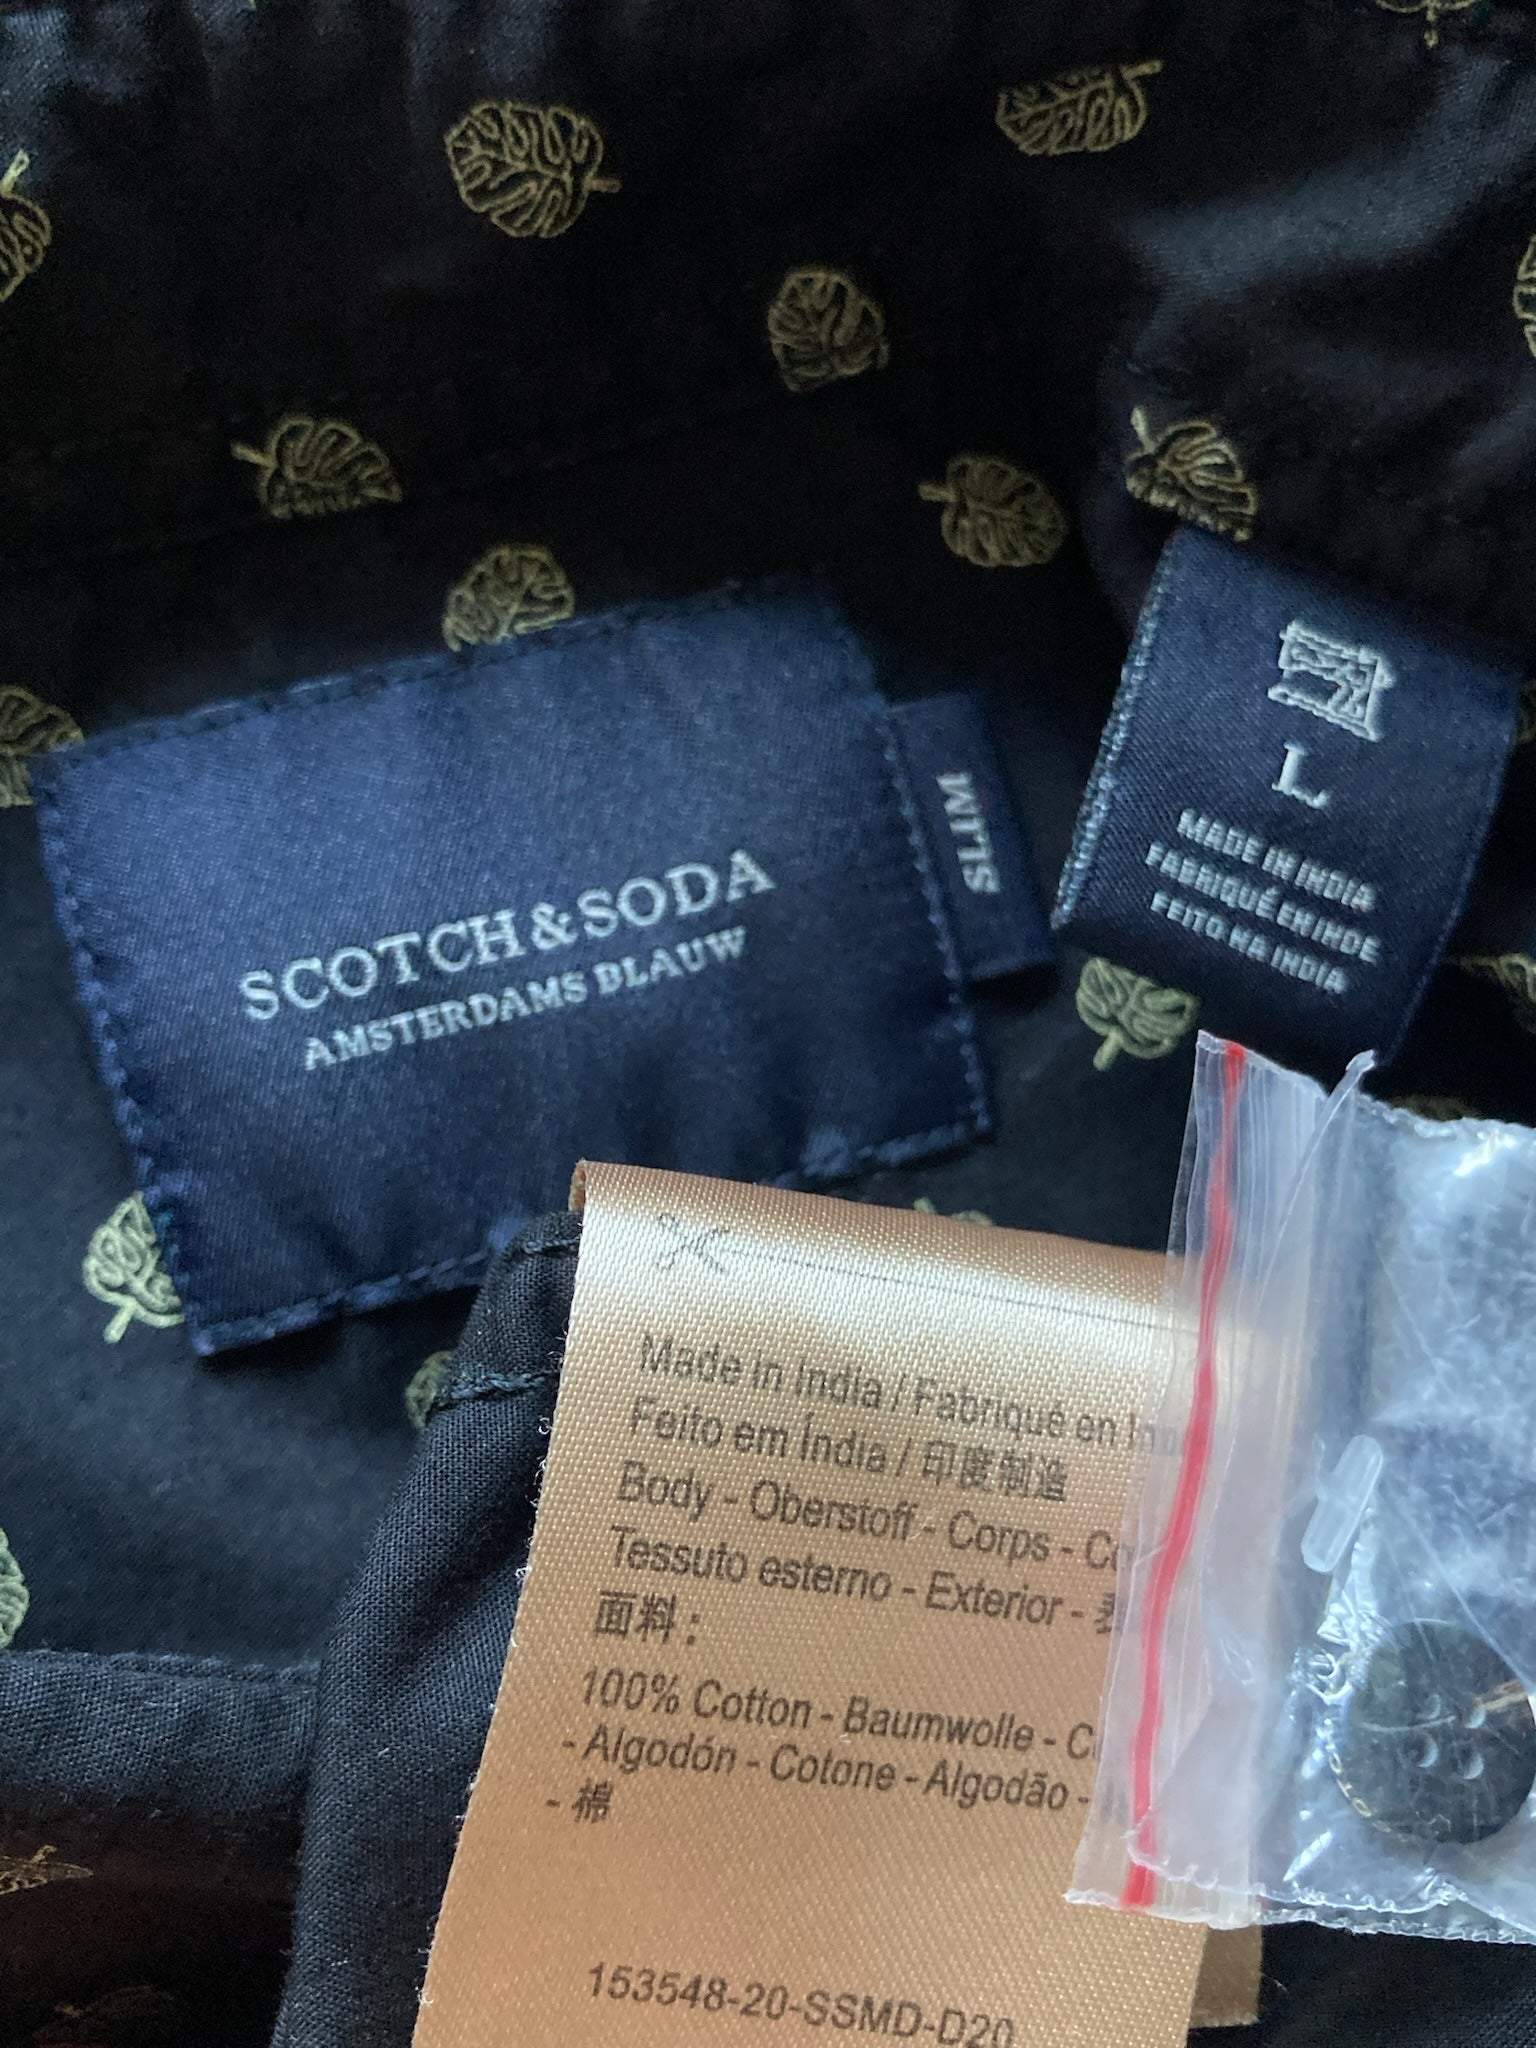 SCOTCH & SODA
AMSTERDAMS BLAUW
SLIM
L
MADE IN INDIA
FABRIQUÉ EN INDE
FEITO NA INDIA
Made in India / Fabriqué en
Feito em Índia / 印度制造
Body - Oberstoff - Corps -
Tessuto esterno - Exterior -
面料:
100% Cotton - Baumwolle -
- Algodón - Cotone - Algodão -
- 棉
153548-20-SSMD-D20